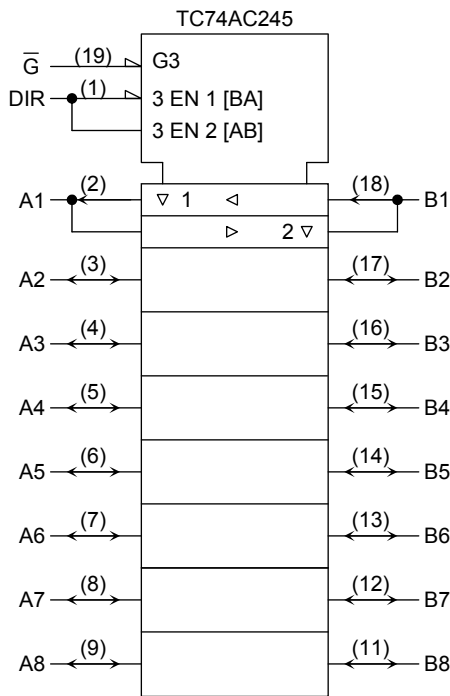 TC74AC245
G̅ (19) G3
DIR (1) 3 EN 1 [BA]
3 EN 2 [AB]
A1 (2) ▽ 1 ◁ (18) B1
▷ 2 ▽
A2 (3) (17) B2
A3 (4) (16) B3
A4 (5) (15) B4
A5 (6) (14) B5
A6 (7) (13) B6
A7 (8) (12) B7
A8 (9) (11) B8